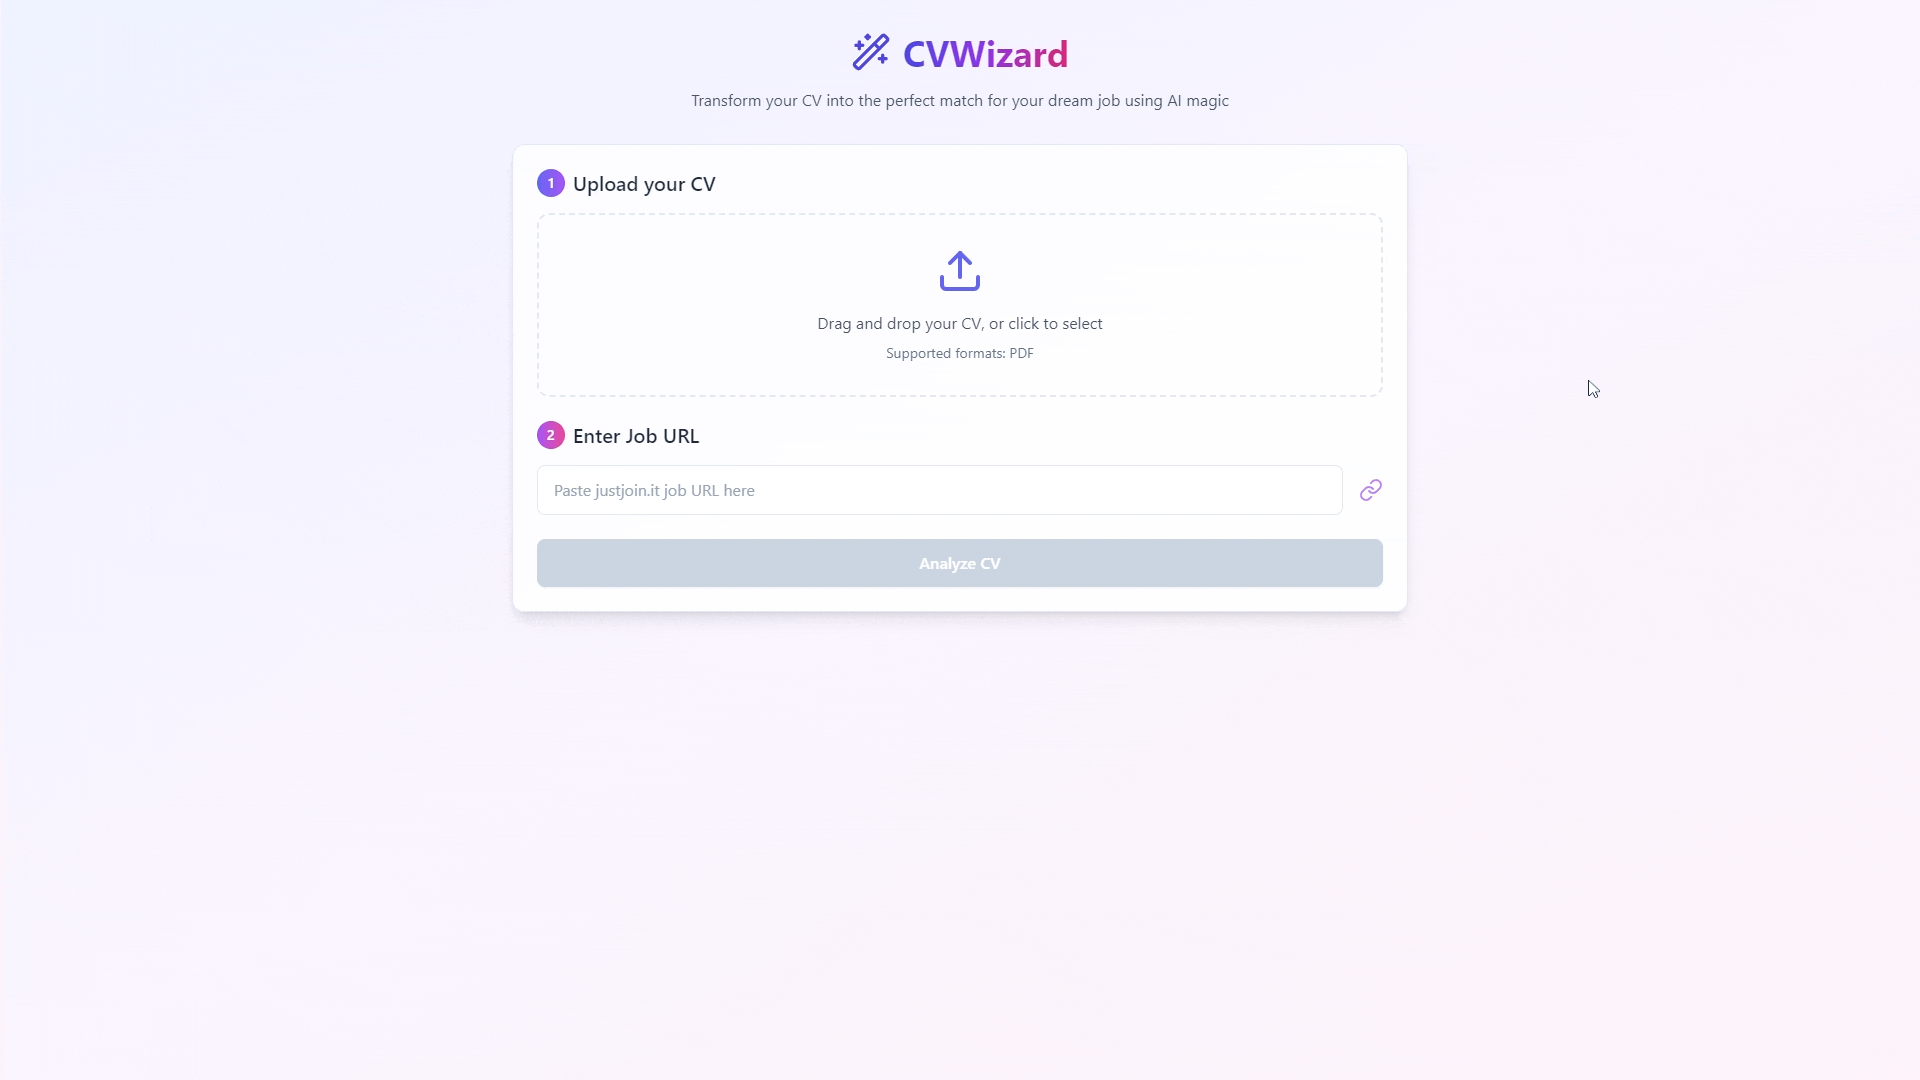 CVWizard
Transform your CV into the perfect match for your dream job using AI magic
1 Upload your CV
Drag and drop your CV, or click to select
Supported formats: PDF
2 Enter Job URL
Paste justjoin.it job URL here
Analyze CV